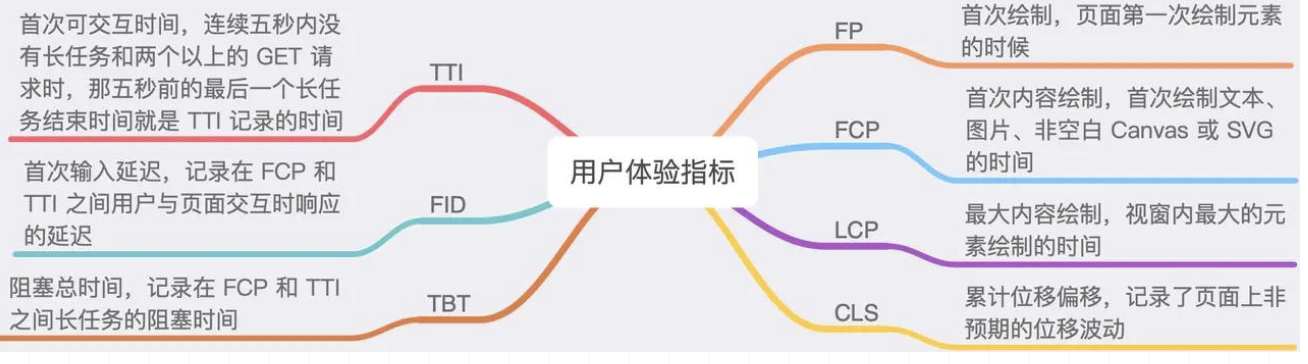 用户体验指标
TTI
首次可交互时间，连续五秒内没
有长任务和两个以上的 GET 请
求时，那五秒前的最后一个长任
务结束时间就是 TTI 记录的时间
FID
首次输入延迟，记录在 FCP 和
TTI 之间用户与页面交互时响应
的延迟
TBT
阻塞总时间，记录在 FCP 和 TTI
之间长任务的阻塞时间
FP
首次绘制，页面第一次绘制元素
的时候
FCP
首次内容绘制，首次绘制文本、
图片、非空白 Canvas 或 SVG
的时间
LCP
最大内容绘制，视窗内最大的元
素绘制的时间
CLS
累计位移偏移，记录了页面上非
预期的位移波动